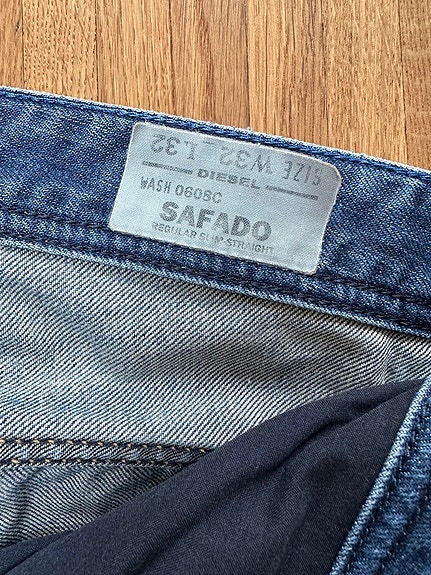 SIZE W32 L32
DIESEL
WASH 0608C
SAFADO
REGULAR SLIM-STRAIGHT